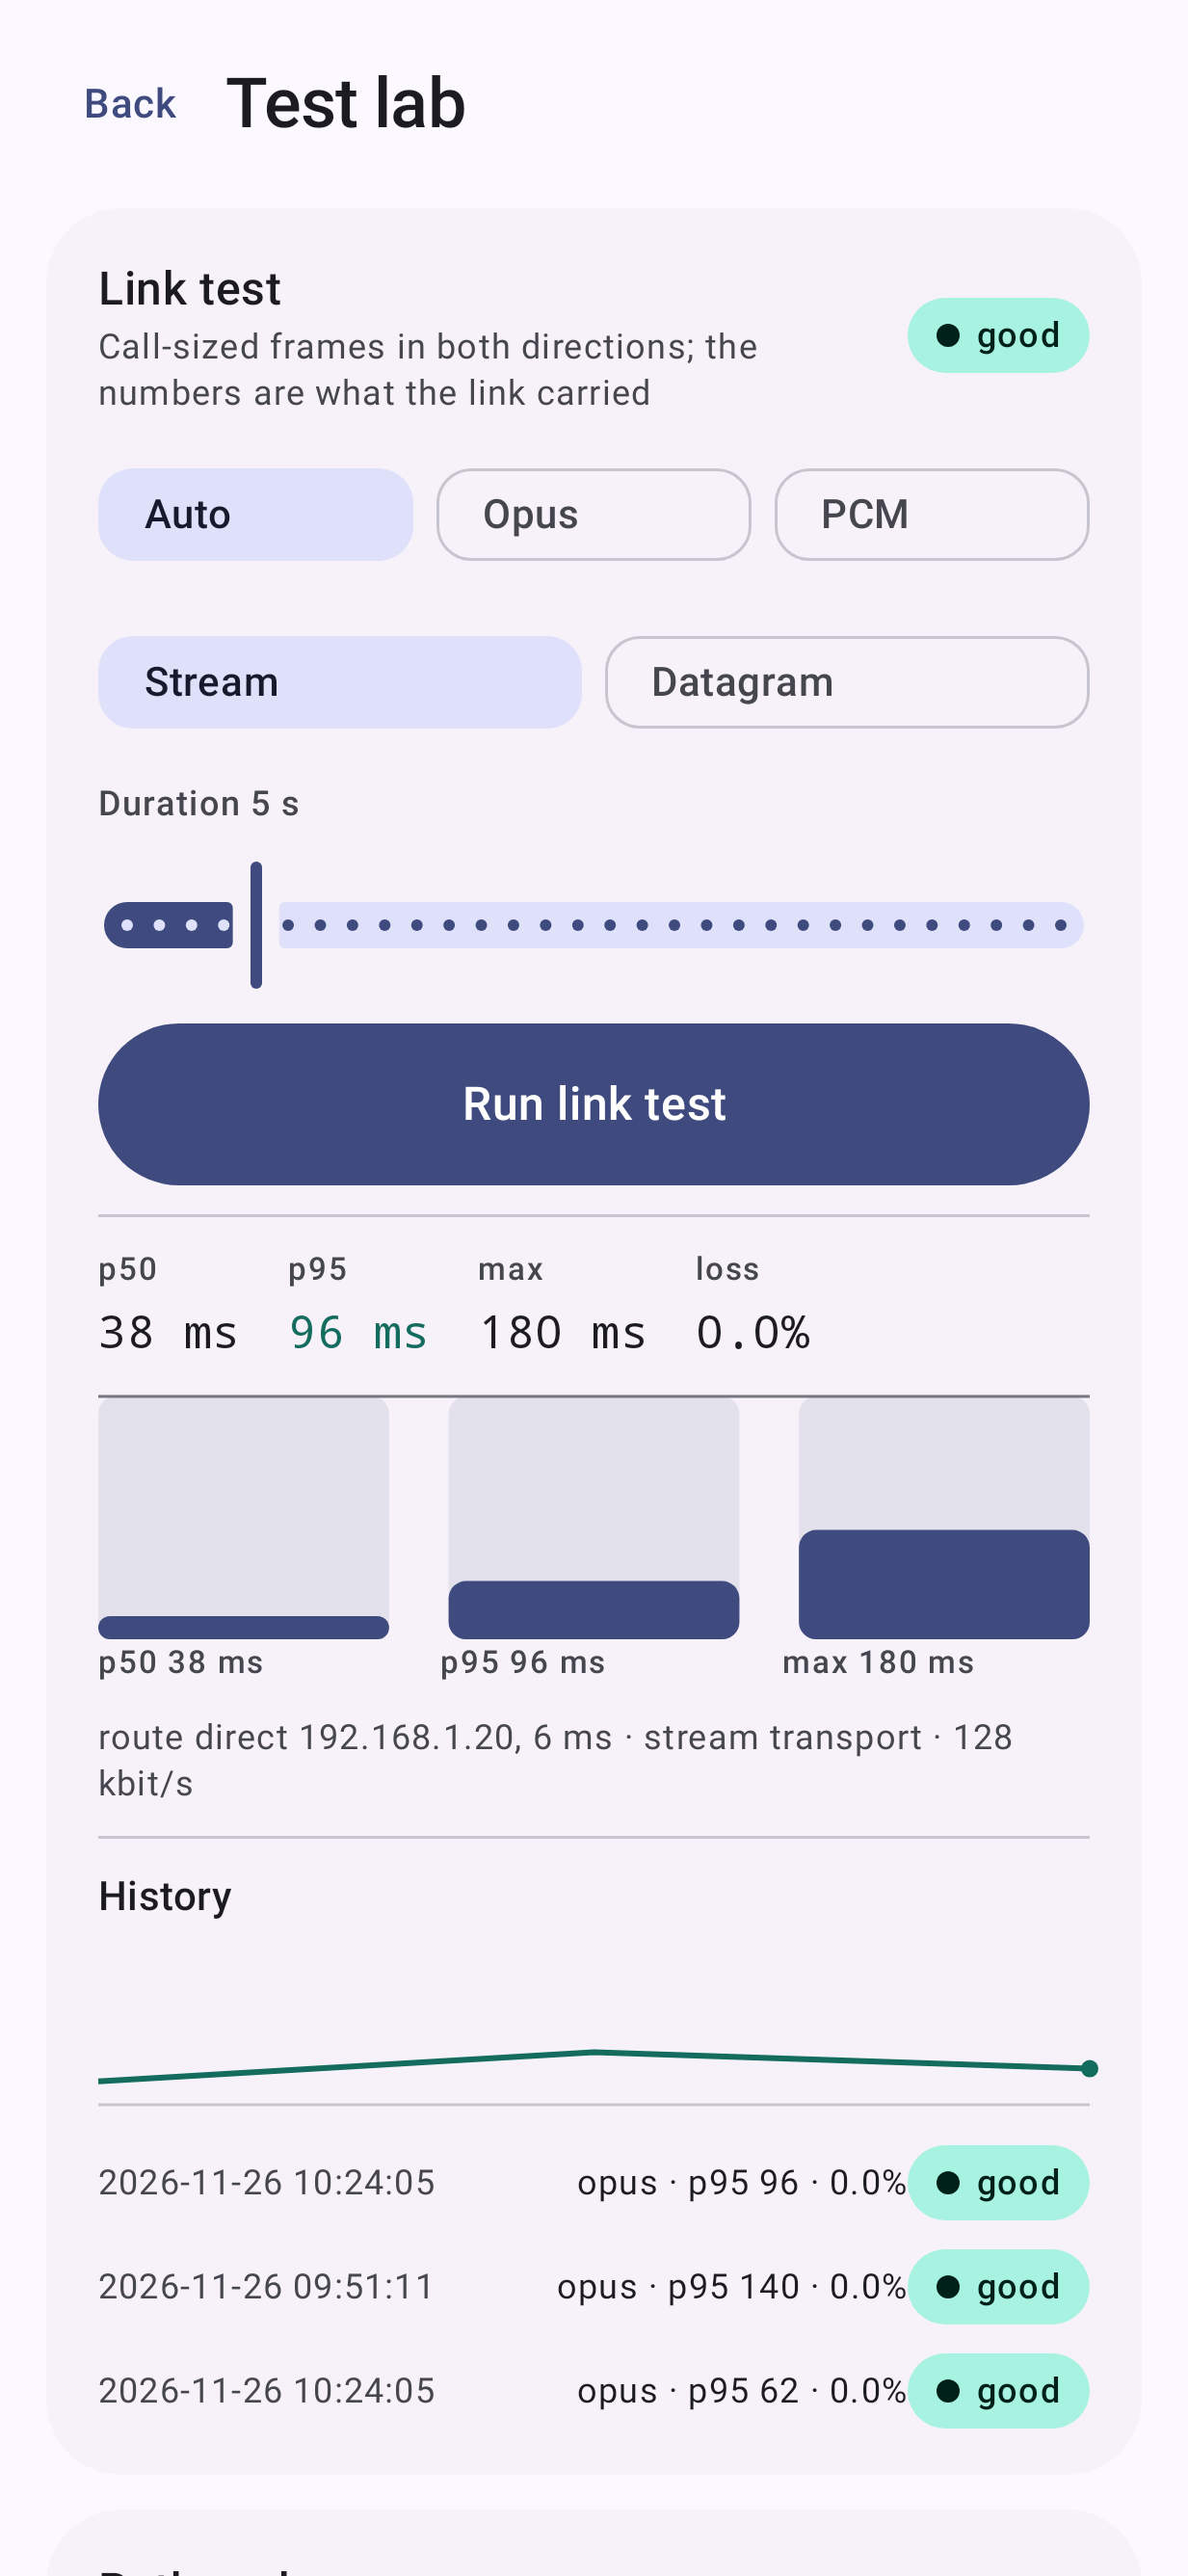 Back Test lab
Link test
Call-sized frames in both directions; the
numbers are what the link carried
good
Auto Opus PCM
Stream Datagram
Duration 5 s
Run link test
p50 p95 max loss
38 ms 96 ms 180 ms 0.0%
p50 38 ms p95 96 ms max 180 ms
route direct 192.168.1.20, 6 ms · stream transport · 128
kbit/s
History
2026-11-26 10:24:05 opus · p95 96 · 0.0% good
2026-11-26 09:51:11 opus · p95 140 · 0.0% good
2026-11-26 10:24:05 opus · p95 62 · 0.0% good